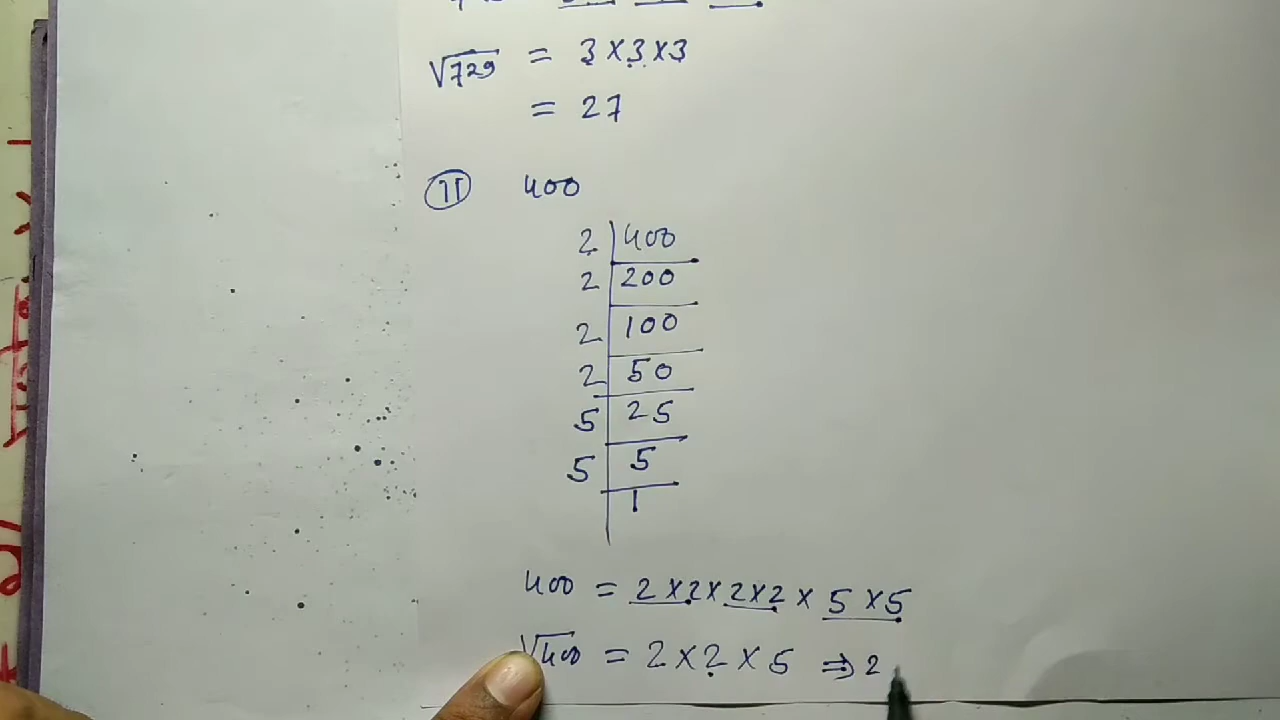 √729 = 3 × 3 × 3
= 27
II 400
2 | 400
2 | 200
2 | 100
2 | 50
5 | 25
5 | 5
1
400 = 2 × 2 × 2 × 2 × 5 × 5
√400 = 2 × 2 × 5 ⇒ 2